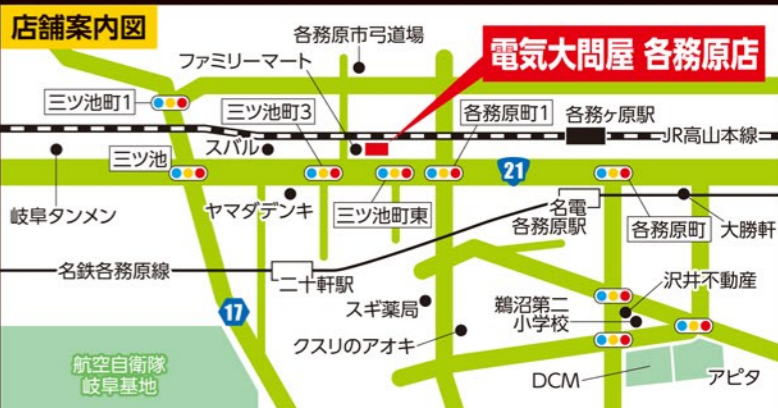 店舗案内図
各務原市弓道場
電気大問屋 各務原店
ファミリーマート
三ツ池町1
三ツ池町3
各務原町1
各務ヶ原駅
JR高山本線
三ツ池
スバル
21
岐阜タンメン
ヤマダデンキ
三ツ池町東
名電
各務原駅
各務原町
大勝軒
名鉄各務原線
二十軒駅
沢井不動産
17
スギ薬局
鵜沼第二
小学校
クスリのアオキ
航空自衛隊
岐阜基地
DCM
アピタ